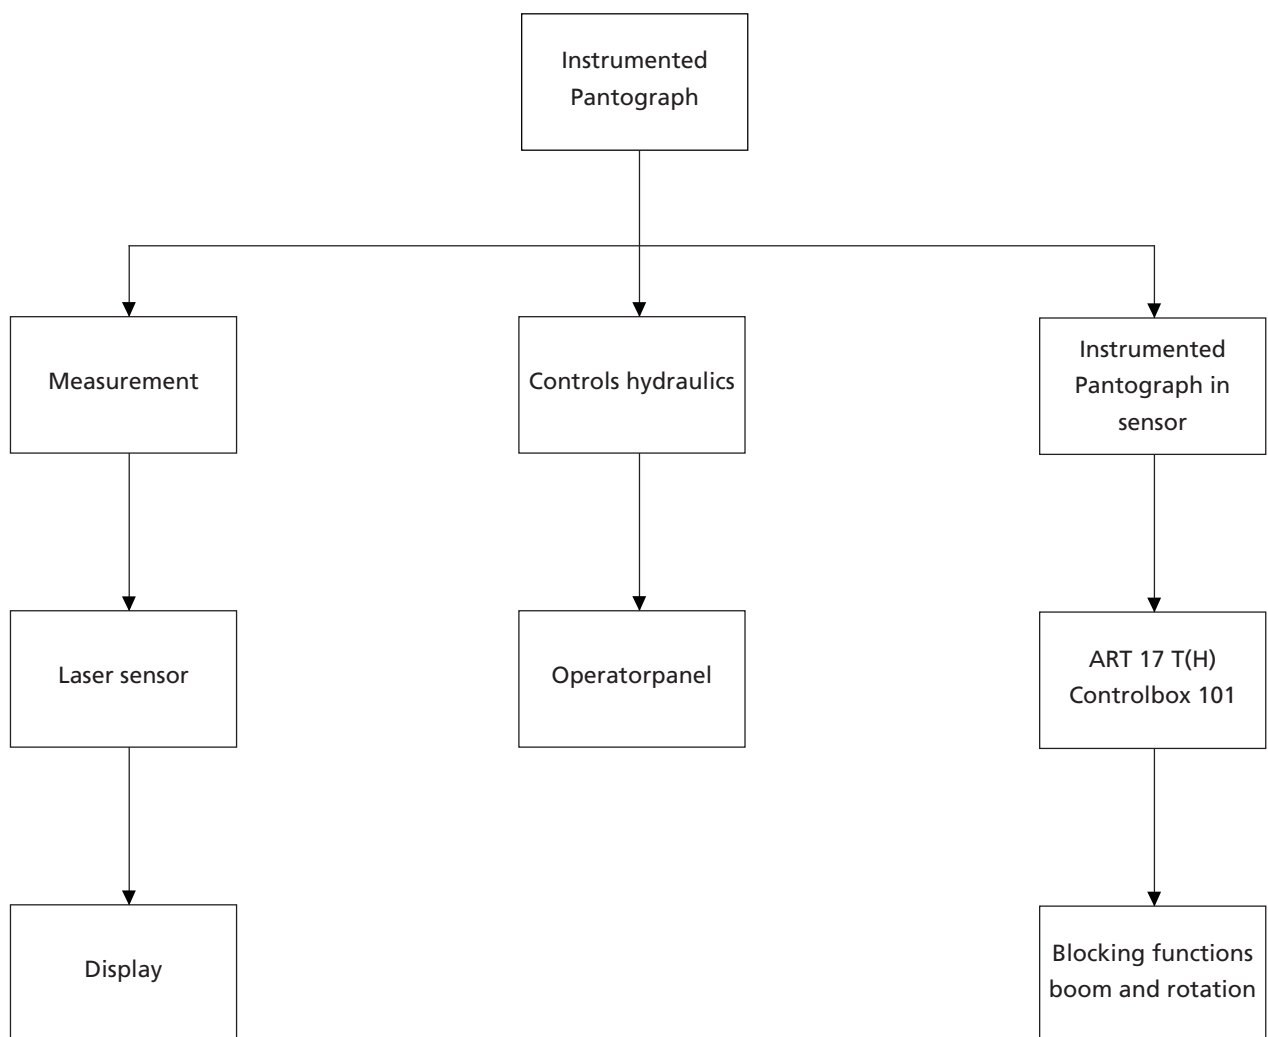 Instrumented
Pantograph
Measurement
Controls hydraulics
Instrumented
Pantograph in
sensor
Laser sensor
Operatorpanel
ART 17 T(H)
Controlbox 101
Display
Blocking functions
boom and rotation